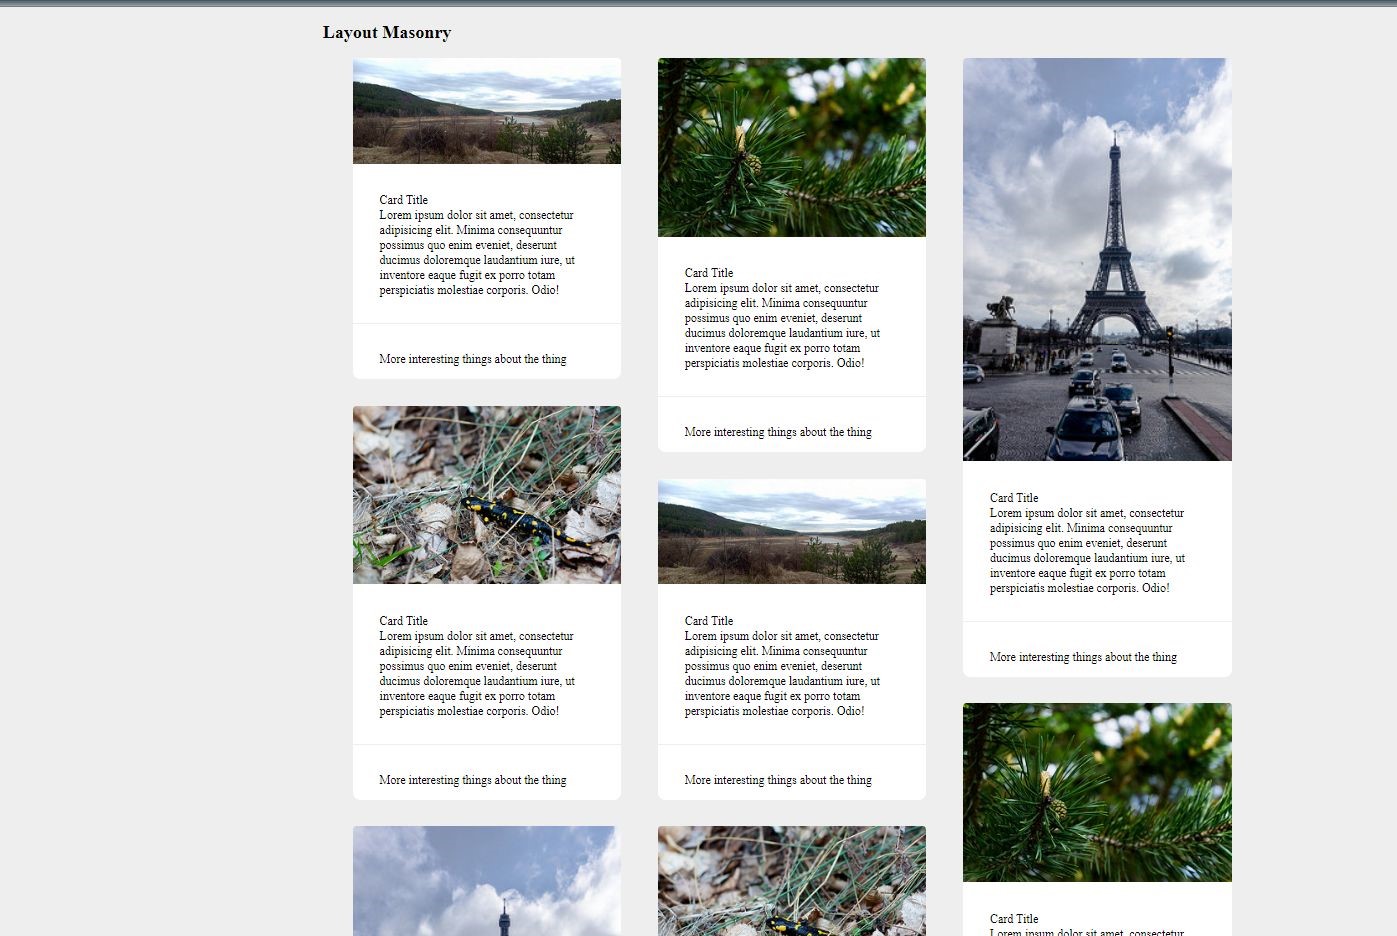 Layout Masonry
Card Title
Lorem ipsum dolor sit amet, consectetur
adipisicing elit. Minima consequuntur
possimus quo enim eveniet, deserunt
ducimus doloremque laudantium iure, ut
inventore eaque fugit ex porro totam
perspiciatis molestiae corporis. Odio!
More interesting things about the thing
Card Title
Lorem ipsum dolor sit amet, consectetur
adipisicing elit. Minima consequuntur
possimus quo enim eveniet, deserunt
ducimus doloremque laudantium iure, ut
inventore eaque fugit ex porro totam
perspiciatis molestiae corporis. Odio!
More interesting things about the thing
Card Title
Lorem ipsum dolor sit amet, consectetur
adipisicing elit. Minima consequuntur
possimus quo enim eveniet, deserunt
ducimus doloremque laudantium iure, ut
inventore eaque fugit ex porro totam
perspiciatis molestiae corporis. Odio!
More interesting things about the thing
Card Title
Lorem ipsum dolor sit amet, consectetur
adipisicing elit. Minima consequuntur
possimus quo enim eveniet, deserunt
ducimus doloremque laudantium iure, ut
inventore eaque fugit ex porro totam
perspiciatis molestiae corporis. Odio!
More interesting things about the thing
Card Title
Lorem ipsum dolor sit amet, consectetur
adipisicing elit. Minima consequuntur
possimus quo enim eveniet, deserunt
ducimus doloremque laudantium iure, ut
inventore eaque fugit ex porro totam
perspiciatis molestiae corporis. Odio!
More interesting things about the thing
Card Title
Lorem ipsum dolor sit amet, consectetur